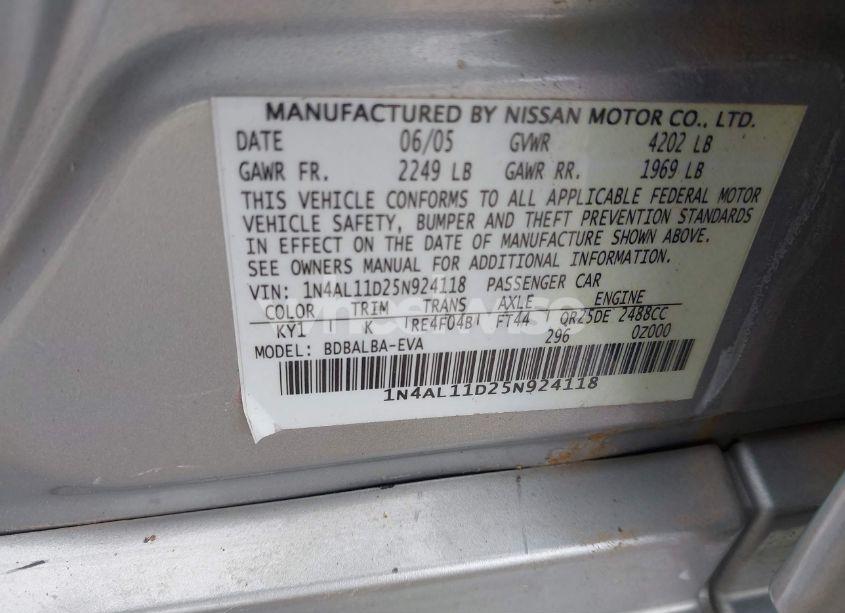 MANUFACTURED BY NISSAN MOTOR CO., LTD.
DATE 06/05 GVWR 4202 LB
GAWR FR. 2249 LB GAWR RR. 1969 LB
THIS VEHICLE CONFORMS TO ALL APPLICABLE FEDERAL MOTOR
VEHICLE SAFETY, BUMPER AND THEFT PREVENTION STANDARDS
IN EFFECT ON THE DATE OF MANUFACTURE SHOWN ABOVE.
SEE OWNERS MANUAL FOR ADDITIONAL INFORMATION.
VIN: 1N4AL11D25N924118 PASSENGER CAR
COLOR TRIM TRANS AXLE ENGINE
KY1 K RE4F04B FT44 QR25DE 2488CC
296 0Z000
MODEL: BDBALBA-EVA
1N4AL11D25N924118